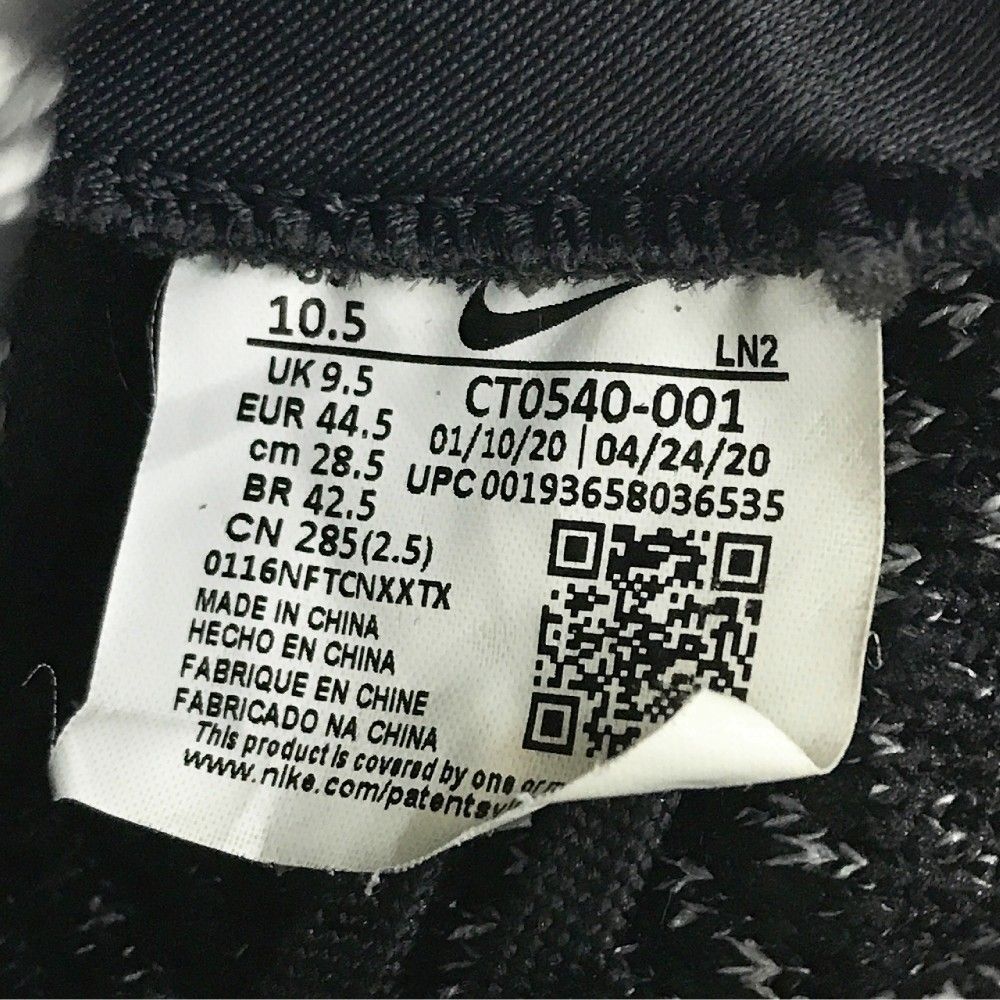 10.5
LN2
UK 9.5
EUR 44.5
cm 28.5
BR 42.5
CN 285(2.5)
0116NFTCNXXTX
MADE IN CHINA
HECHO EN CHINA
FABRIQUE EN CHINE
FABRICADO NA CHINA
This product is covered by one
www.nike.com/patents
CT0540-001
01/10/20 | 04/24/20
UPC 00193658036535